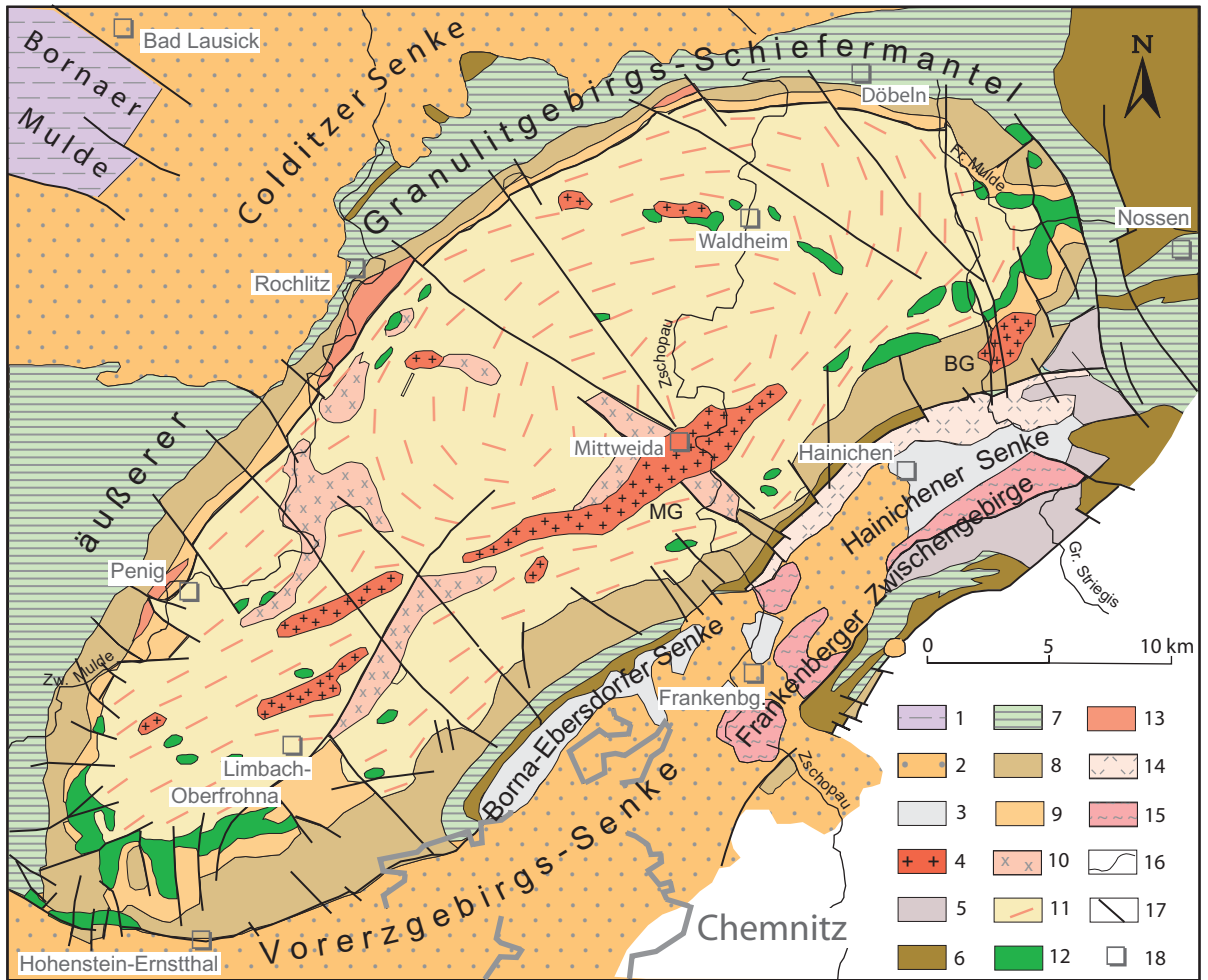 Bad Lausick
Bornaer
Mulde
Colditzer Senke
Granulitgebirgs-Schiefermantel
äußerer
Döbeln
N
Fr. Mulde
Nossen
Waldheim
Rochlitz
Zschopau
BG
Mittweida
MG
Hainichen
Hainichener Senke
Frankenberger Zwischengebirge
Gr. Striegis
Penig
Zw. Mulde
Borna-Ebersdorfer Senke
Frankenbg.
Zschopau
Limbach-
Oberfrohna
Vorerzgebirgs-Senke
Chemnitz
Hohenstein-Ernstthal
0 5 10 km
1 7 13
2 8 14
3 9 15
4 10 16
5 11 17
6 12 18